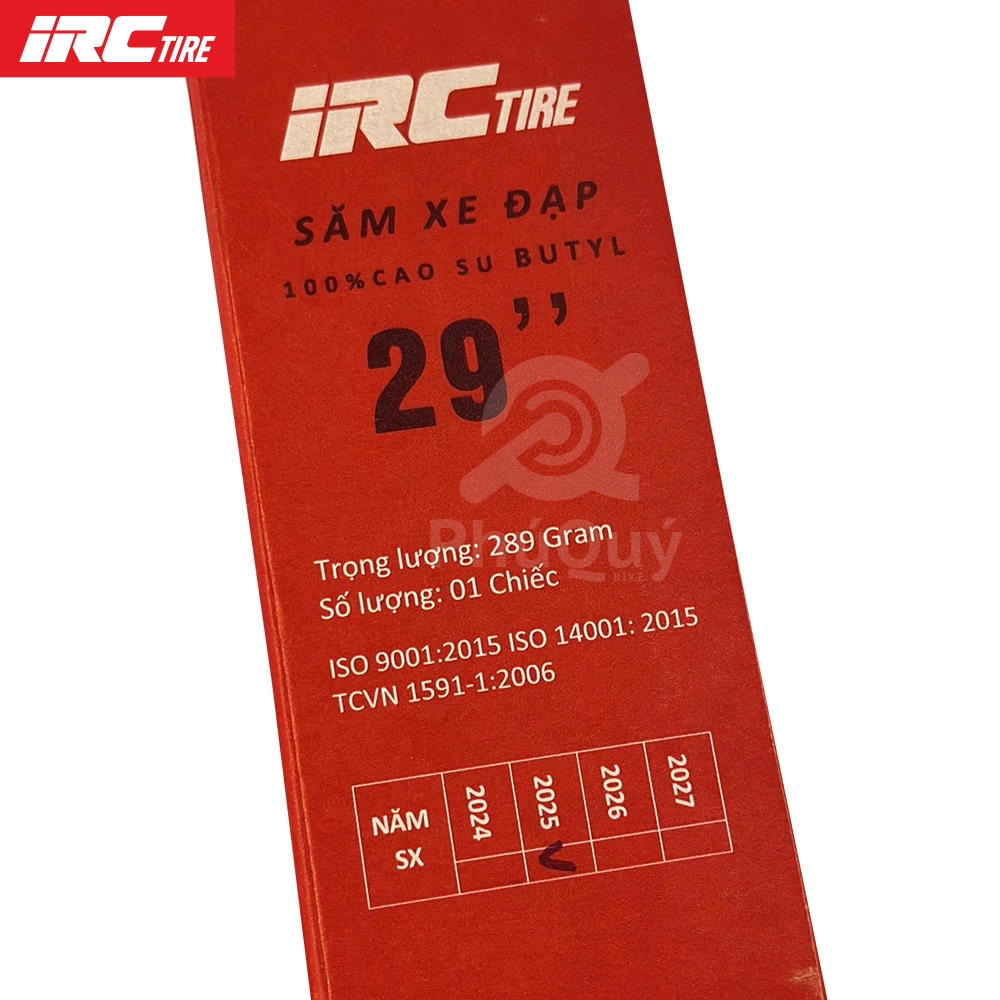 iRC TIRE
iRC TIRE
SĂM XE ĐẠP
100%CAO SU BUTYL
29’’
PhúQuý
BIKE
Trọng lượng: 289 Gram
Số lượng: 01 Chiếc
ISO 9001:2015 ISO 14001: 2015
TCVN 1591-1:2006
NĂM SX 2024 2025 2026 2027